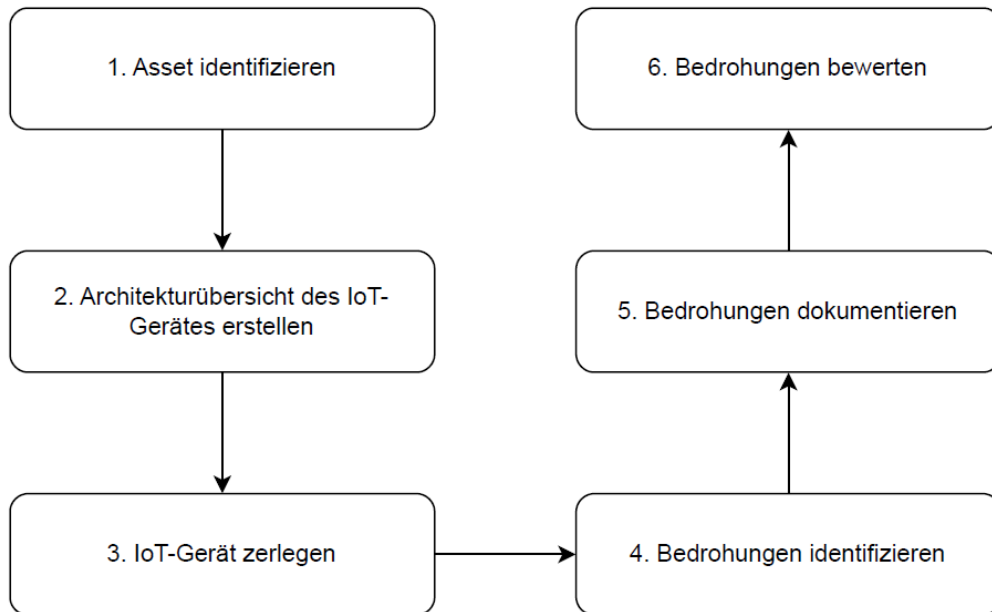 1. Asset identifizieren
2. Architekturübersicht des IoT-
Gerätes erstellen
3. IoT-Gerät zerlegen
4. Bedrohungen identifizieren
5. Bedrohungen dokumentieren
6. Bedrohungen bewerten